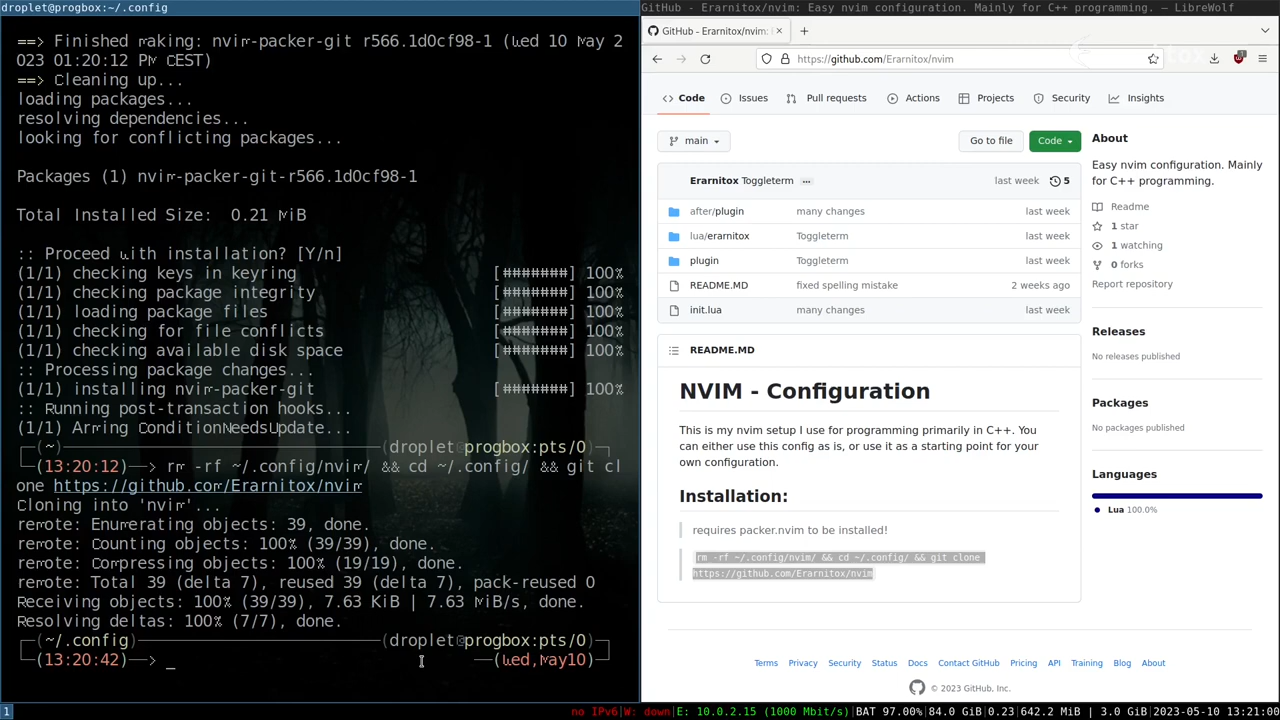 droplet@progbox:~/.config
==> Finished making: nvim-packer-git r566.1d0cf98-1 (Wed 10 May 2
023 01:20:12 PM CEST)
==> Cleaning up...
loading packages...
resolving dependencies...
looking for conflicting packages...
Packages (1) nvim-packer-git-r566.1d0cf98-1
Total Installed Size:  0.21 MiB
:: Proceed with installation? [Y/n]
(1/1) checking keys in keyring [#######] 100%
(1/1) checking package integrity [#######] 100%
(1/1) loading package files [#######] 100%
(1/1) checking for file conflicts [#######] 100%
(1/1) checking available disk space [#######] 100%
:: Processing package changes...
(1/1) installing nvim-packer-git [#######] 100%
:: Running post-transaction hooks...
(1/1) Arming ConditionNeedsUpdate...
(~) (droplet@progbox:pts/0)
(13:20:12)—> rm -rf ~/.config/nvim/ && cd ~/.config/ && git cl
one https://github.com/Erarnitox/nvim
Cloning into 'nvim'...
remote: Enumerating objects: 39, done.
remote: Counting objects: 100% (39/39), done.
remote: Compressing objects: 100% (19/19), done.
remote: Total 39 (delta 7), reused 39 (delta 7), pack-reused 0
Receiving objects: 100% (39/39), 7.63 KiB | 7.63 MiB/s, done.
Resolving deltas: 100% (7/7), done.
(~/.config) (droplet@progbox:pts/0)
(13:20:42)—> _ (Wed,May10)
GitHub - Erarnitox/nvim: Easy nvim configuration. Mainly for C++ programming. — LibreWolf
GitHub - Erarnitox/nvim: E
https://github.com/Erarnitox/nvim
Code Issues Pull requests Actions Projects Security Insights
main Go to file Code
Erarnitox Toggleterm ... last week 5
after/plugin many changes last week
lua/erarnitox Toggleterm last week
plugin Toggleterm last week
README.MD fixed spelling mistake 2 weeks ago
init.lua many changes last week
README.MD
NVIM - Configuration
This is my nvim setup I use for programming primarily in C++. You
can either use this config as is, or use it as a starting point for your
own configuration.
Installation:
requires packer.nvim to be installed!
rm -rf ~/.config/nvim/ && cd ~/.config/ && git clone
https://github.com/Erarnitox/nvim
About
Easy nvim configuration. Mainly
for C++ programming.
Readme
1 star
1 watching
0 forks
Report repository
Releases
No releases published
Packages
No packages published
Languages
Lua 100.0%
Terms Privacy Security Status Docs Contact GitHub Pricing API Training Blog About
© 2023 GitHub, Inc.
1 no IPv6|W: down|E: 10.0.2.15 (1000 Mbit/s)|BAT 97.00%|84.0 GiB|0.23|642.1 MiB | 3.0 GiB|2023-05-10 13:21:00